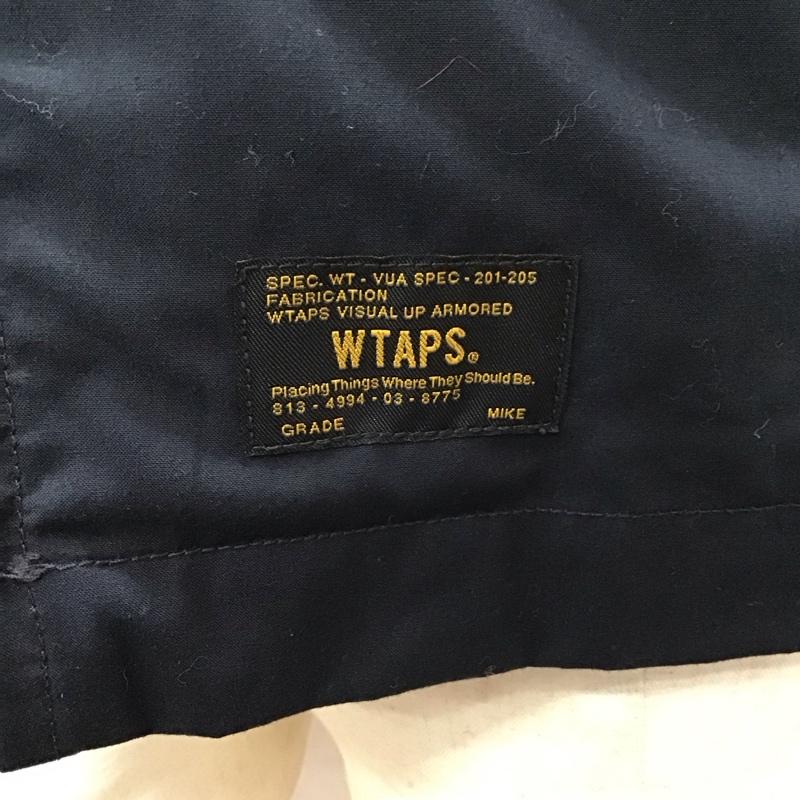 SPEC. WT - VUA SPEC - 201-205
FABRICATION
WTAPS VISUAL UP ARMORED
WTAPS®
Placing Things Where They Should Be.
813 - 4994 - 03 - 8775
GRADE MIKE